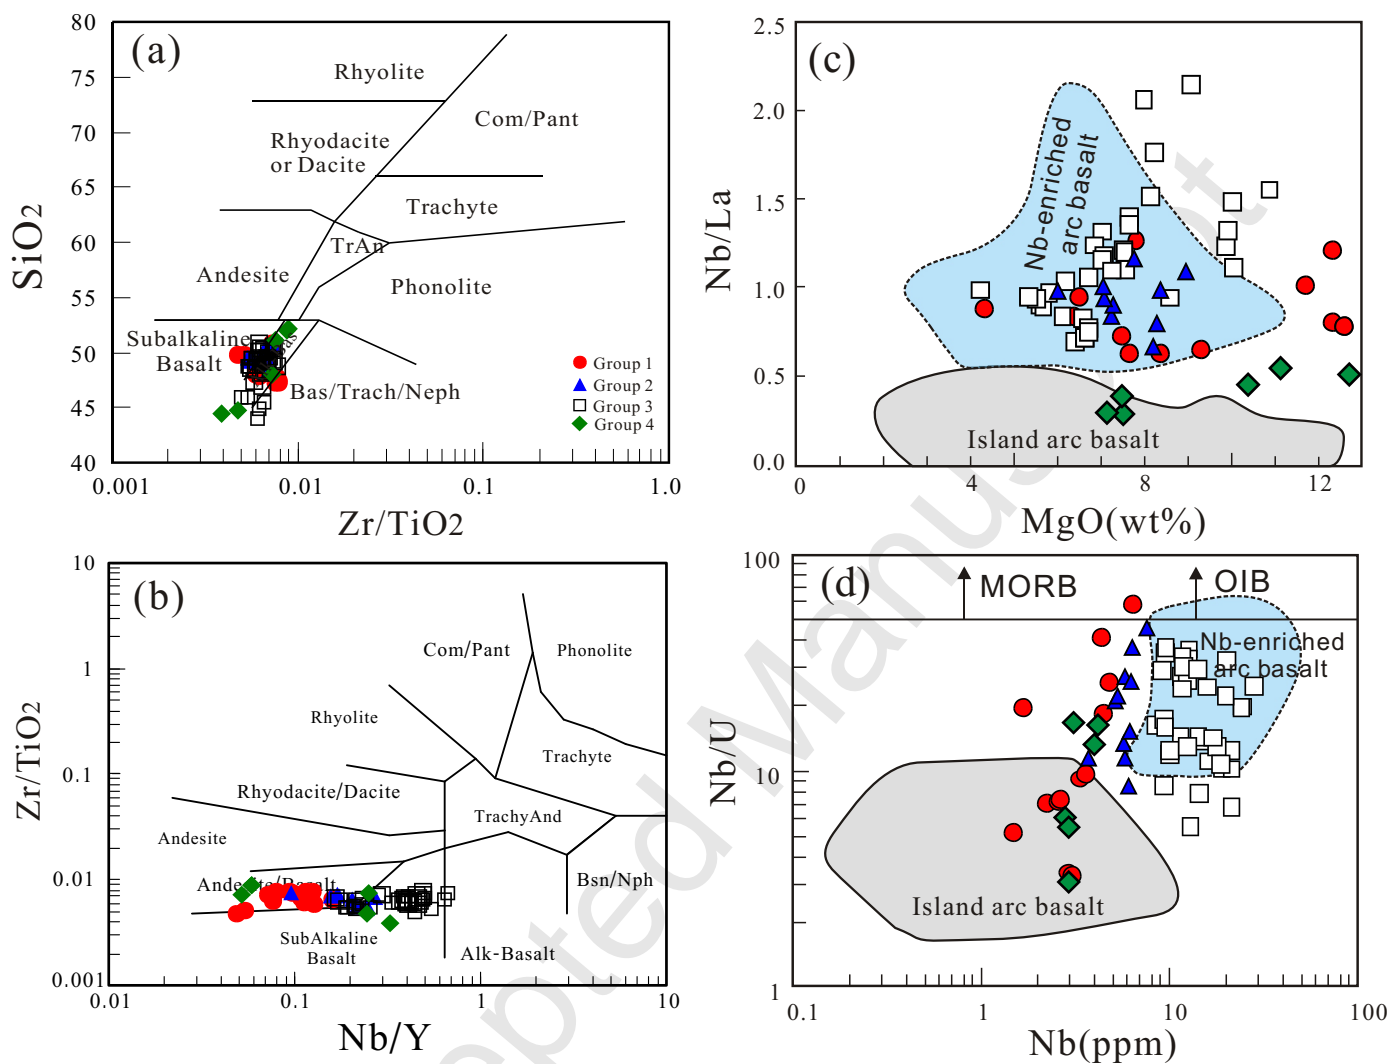 (a)
80
75
70
65
60
55
50
45
40
SiO2
Rhyolite
Com/Pant
Rhyodacite
or Dacite
Trachyte
TrAn
Andesite
Phonolite
Subalkaline
Basalt
Bas/Trach/Neph
Group 1
Group 2
Group 3
Group 4
0.001
0.01
0.1
1.0
Zr/TiO2
(b)
10
1
0.1
0.01
0.001
Zr/TiO2
Com/Pant
Phonolite
Rhyolite
Trachyte
Rhyodacite/Dacite
TrachyAnd
Andesite
Andesite/Basalt
Bsn/Nph
SubAlkaline
Basalt
Alk-Basalt
0.01
0.1
1
10
Nb/Y
(c)
2.5
2.0
1.5
1.0
0.5
0.0
Nb/La
Nb-enriched
arc basalt
Island arc basalt
0
4
8
12
MgO(wt%)
(d)
100
10
1
Nb/U
MORB
OIB
Nb-enriched
arc basalt
Island arc basalt
0.1
1
10
100
Nb(ppm)
epted Manuscript